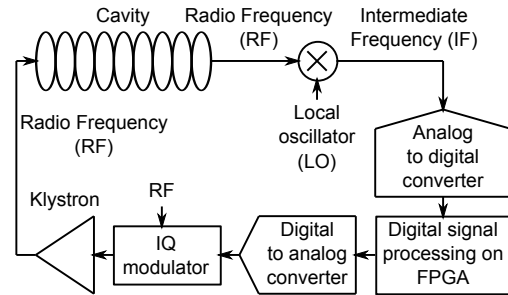 Cavity
Radio Frequency
(RF)
Intermediate
Frequency (IF)
Local
oscillator
(LO)
Radio Frequency
(RF)
Analog
to digital
converter
Klystron
RF
IQ
modulator
Digital
to analog
converter
Digital signal
processing on
FPGA